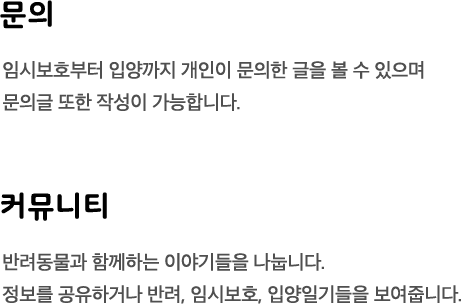 문의
임시보호부터 입양까지 개인이 문의한 글을 볼 수 있으며
문의글 또한 작성이 가능합니다.
커뮤니티
반려동물과 함께하는 이야기들을 나눕니다.
정보를 공유하거나 반려, 임시보호, 입양일기들을 보여줍니다.